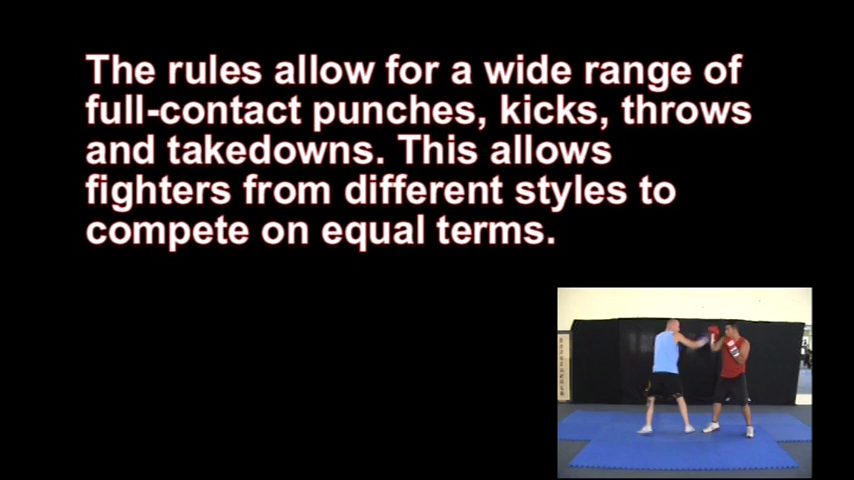 The rules allow for a wide range of
full-contact punches, kicks, throws
and takedowns. This allows
fighters from different styles to
compete on equal terms.